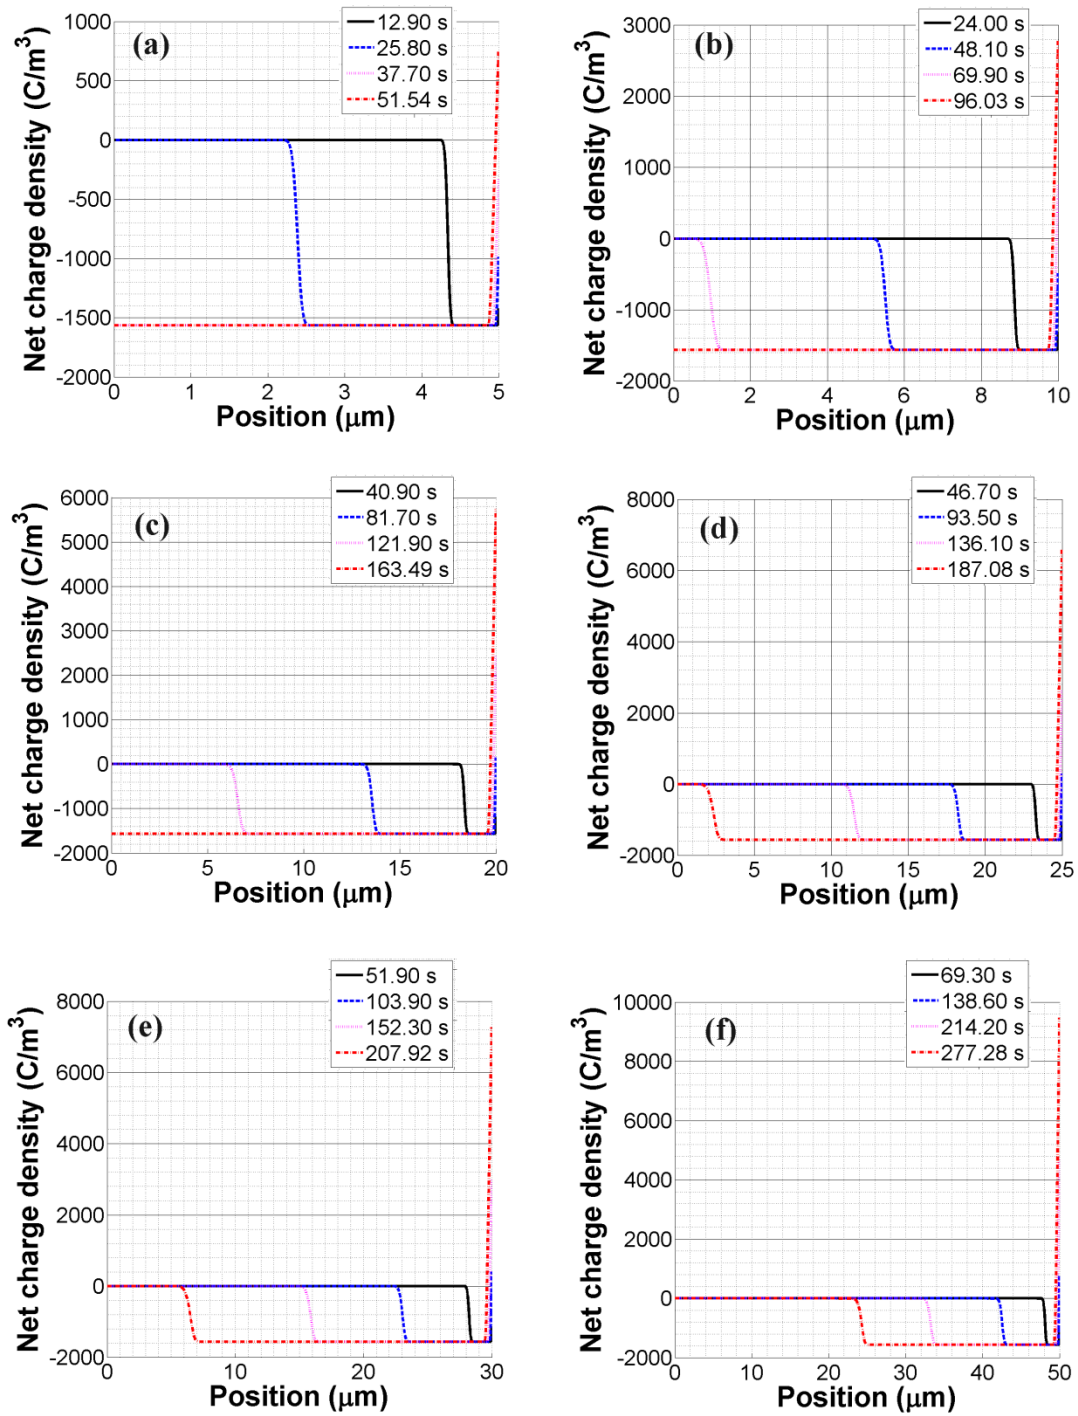 (a)
12.90 s
25.80 s
37.70 s
51.54 s
Net charge density (C/m³)
1000
500
0
-500
-1000
-1500
-2000
0 2 3 4 5
Position (μm)
(b)
24.00 s
48.10 s
69.90 s
96.03 s
Net charge density (C/m³)
3000
2000
1000
0
-1000
-2000
0 2 4 6 8 10
Position (μm)
(c)
40.90 s
81.70 s
121.90 s
163.49 s
Net charge density (C/m³)
6000
5000
4000
3000
2000
1000
0
-1000
-2000
0 5 10 15 20
Position (μm)
(d)
46.70 s
93.50 s
136.10 s
187.08 s
Net charge density (C/m³)
8000
6000
4000
2000
0
-2000
0 5 10 15 20 25
Position (μm)
(e)
51.90 s
103.90 s
152.30 s
207.92 s
Net charge density (C/m³)
8000
6000
4000
2000
0
-2000
0 10 20 30
Position (μm)
(f)
69.30 s
138.60 s
214.20 s
277.28 s
Net charge density (C/m³)
10000
8000
6000
4000
2000
0
-2000
0 10 20 30 40 50
Position (μm)